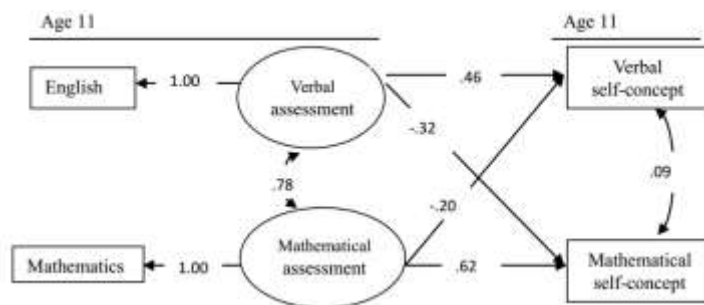 Age 11
Age 11
English
1.00
Verbal
assessment
.46
Verbal
self-concept
-.32
.78
.09
-.20
Mathematics
1.00
Mathematical
assessment
.62
Mathematical
self-concept